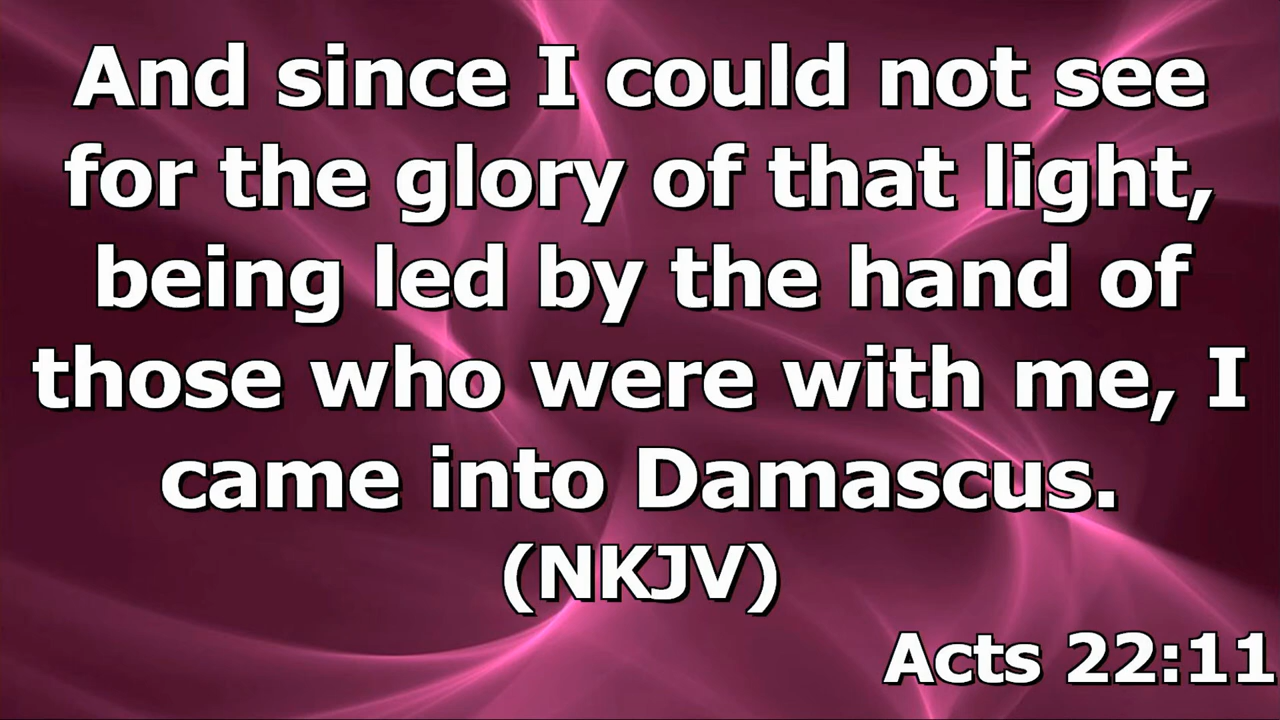 And since I could not see
for the glory of that light,
being led by the hand of
those who were with me, I
came into Damascus.
(NKJV)
Acts 22:11